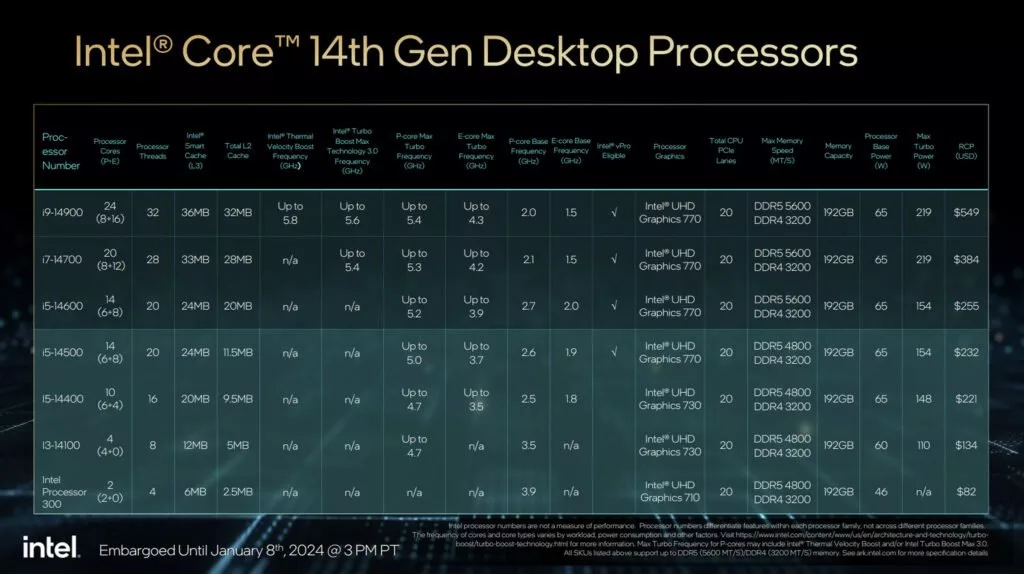 Intel® Core™ 14th Gen Desktop Processors
Proc-essor Number | Processor Cores (P+E) | Processor Threads | Intel® Smart Cache (L3) | Total L2 Cache | Intel® Thermal Velocity Boost Frequency (GHz) | Intel® Turbo Boost Max Technology 3.0 Frequency (GHz) | P-core Max Turbo Frequency (GHz) | E-core Max Turbo Frequency (GHz) | P-core Base Frequency (GHz) | E-core Base Frequency (GHz) | Intel® vPro Eligible | Processor Graphics | Total CPU PCIe Lanes | Max Memory Speed (MT/S) | Memory Capacity | Processor Base Power (W) | Max Turbo Power (W) | RCP (USD)
i9-14900 | 24 (8+16) | 32 | 36MB | 32MB | Up to 5.8 | Up to 5.6 | Up to 5.4 | Up to 4.3 | 2.0 | 1.5 | √ | Intel® UHD Graphics 770 | 20 | DDR5 5600 DDR4 3200 | 192GB | 65 | 219 | $549
i7-14700 | 20 (8+12) | 28 | 33MB | 28MB | n/a | Up to 5.4 | Up to 5.3 | Up to 4.2 | 2.1 | 1.5 | √ | Intel® UHD Graphics 770 | 20 | DDR5 5600 DDR4 3200 | 192GB | 65 | 219 | $384
i5-14600 | 14 (6+8) | 20 | 24MB | 20MB | n/a | n/a | Up to 5.2 | Up to 3.9 | 2.7 | 2.0 | √ | Intel® UHD Graphics 770 | 20 | DDR5 5600 DDR4 3200 | 192GB | 65 | 154 | $255
i5-14500 | 14 (6+8) | 20 | 24MB | 11.5MB | n/a | n/a | Up to 5.0 | Up to 3.7 | 2.6 | 1.9 | √ | Intel® UHD Graphics 770 | 20 | DDR5 4800 DDR4 3200 | 192GB | 65 | 154 | $232
I5-14400 | 10 (6+4) | 16 | 20MB | 9.5MB | n/a | n/a | Up to 4.7 | Up to 3.5 | 2.5 | 1.8 | Intel® UHD Graphics 730 | 20 | DDR5 4800 DDR4 3200 | 192GB | 65 | 148 | $221
I3-14100 | 4 (4+0) | 8 | 12MB | 5MB | n/a | n/a | Up to 4.7 | n/a | 3.5 | n/a | Intel® UHD Graphics 730 | 20 | DDR5 4800 DDR4 3200 | 192GB | 60 | 110 | $134
Intel Processor 300 | 2 (2+0) | 4 | 6MB | 2.5MB | n/a | n/a | n/a | n/a | 3.9 | n/a | Intel® UHD Graphics 710 | 20 | DDR5 4800 DDR4 3200 | 192GB | 46 | n/a | $82
Intel processor numbers are not a measure of performance. Processor numbers differentiate features within each processor family, not across different processor families.
The frequency of cores and core types varies by workload, power consumption and other factors. Visit https://www.intel.com/content/www/us/en/architecture-and-technology/turbo-
boost/turbo-boost-technology.html for more information. Max Turbo Frequency for P-cores may include Intel® Thermal Velocity Boost and/or Intel Turbo Boost Max 3.0.
All SKUs listed above support up to DDR5 (5600 MT/S)/DDR4 (3200 MT/S) memory. See ark.intel.com for more specification details
intel. Embargoed Until January 8th, 2024 @ 3 PM PT